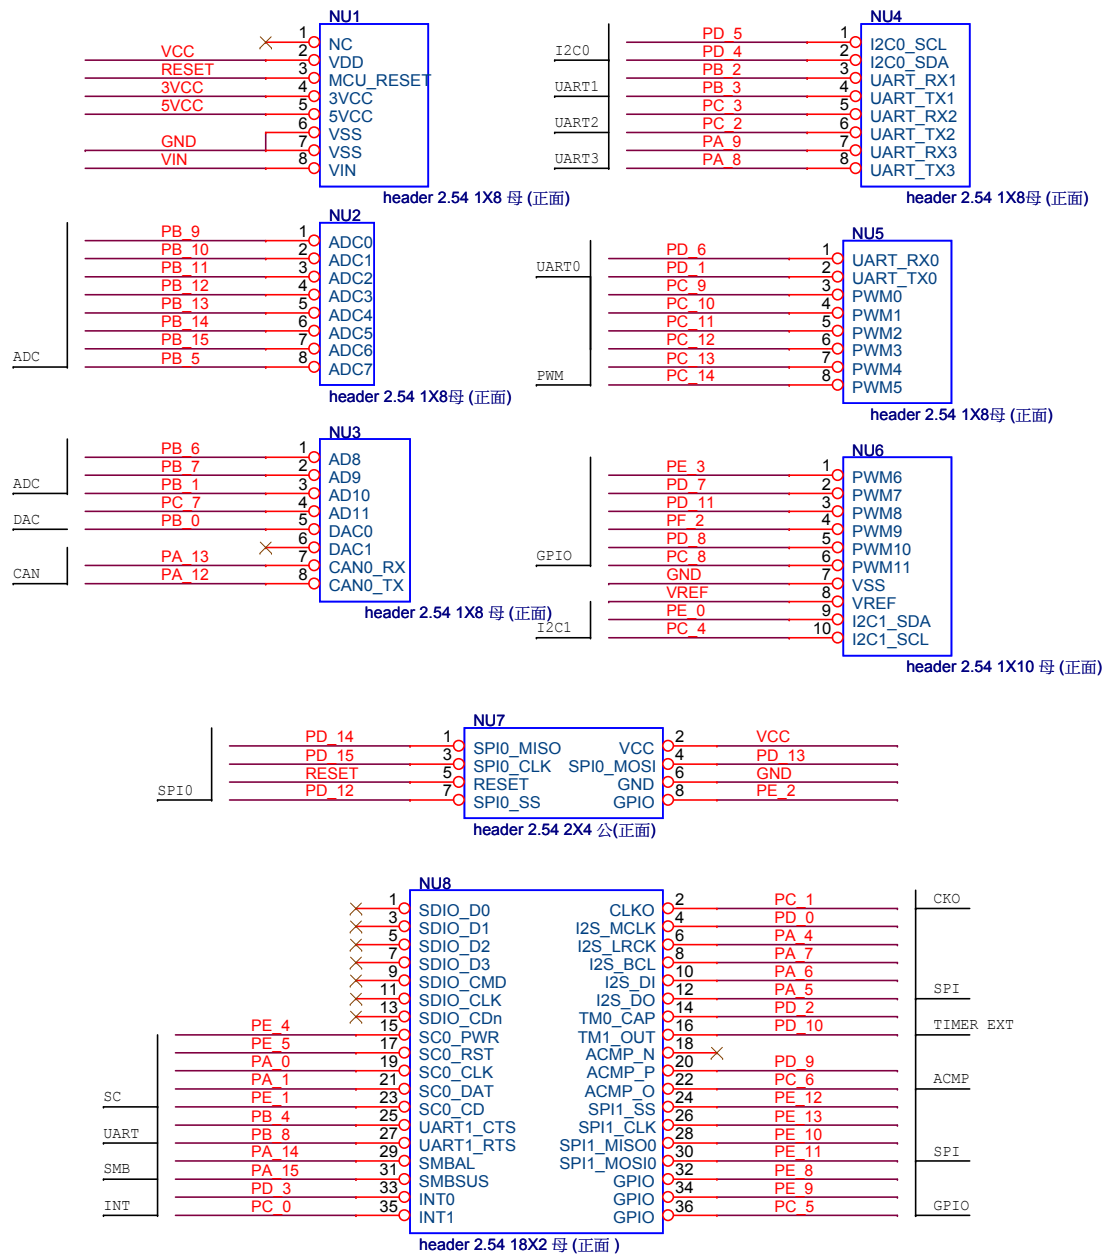 NU1
1 NC
VCC 2 VDD
RESET 3 MCU_RESET
3VCC 4 3VCC
5VCC 5 5VCC
6 VSS
GND 7 VSS
VIN 8 VIN
header 2.54 1X8 母 (正面)
NU4
I2C0
UART1
UART2
UART3
PD_5 1 I2C0_SCL
PD_4 2 I2C0_SDA
PB_2 3 UART_RX1
PB_3 4 UART_TX1
PC_3 5 UART_RX2
PC_2 6 UART_TX2
PA_9 7 UART_RX3
PA_8 8 UART_TX3
header 2.54 1X8母 (正面)
NU2
ADC
PB_9 1 ADC0
PB_10 2 ADC1
PB_11 3 ADC2
PB_12 4 ADC3
PB_13 5 ADC4
PB_14 6 ADC5
PB_15 7 ADC6
PB_5 8 ADC7
header 2.54 1X8母 (正面)
NU5
UART0
PWM
PD_6 1 UART_RX0
PD_1 2 UART_TX0
PC_9 3 PWM0
PC_10 4 PWM1
PC_11 5 PWM2
PC_12 6 PWM3
PC_13 7 PWM4
PC_14 8 PWM5
header 2.54 1X8母 (正面)
NU3
ADC
DAC
CAN
PB_6 1 AD8
PB_7 2 AD9
PB_1 3 AD10
PC_7 4 AD11
PB_0 5 DAC0
6 DAC1
PA_13 7 CAN0_RX
PA_12 8 CAN0_TX
header 2.54 1X8 母 (正面)
NU6
GPIO
I2C1
PE_3 1 PWM6
PD_7 2 PWM7
PD_11 3 PWM8
PF_2 4 PWM9
PD_8 5 PWM10
PC_8 6 PWM11
GND 7 VSS
VREF 8 VREF
PE_0 9 I2C1_SDA
PC_4 10 I2C1_SCL
header 2.54 1X10 母 (正面)
NU7
SPI0
PD_14 1 SPI0_MISO VCC 2 VCC
PD_15 3 SPI0_CLK SPI0_MOSI 4 PD_13
RESET 5 RESET GND 6 GND
PD_12 7 SPI0_SS GPIO 8 PE_2
header 2.54 2X4 公(正面)
NU8
1 SDIO_D0 CLKO 2 PC_1 CKO
3 SDIO_D1 I2S_MCLK 4 PD_0
5 SDIO_D2 I2S_LRCK 6 PA_4
7 SDIO_D3 I2S_BCL 8 PA_7
9 SDIO_CMD I2S_DI 10 PA_6
11 SDIO_CLK I2S_DO 12 PA_5 SPI
13 SDIO_CDn TM0_CAP 14 PD_2
PE_4 15 SC0_PWR TM1_OUT 16 PD_10 TIMER EXT
PE_5 17 SC0_RST ACMP_N 18
PA_0 19 SC0_CLK ACMP_P 20 PD_9
PA_1 21 SC0_DAT ACMP_O 22 PC_6 ACMP
SC PE_1 23 SC0_CD SPI1_SS 24 PE_12
PB_4 25 UART1_CTS SPI1_CLK 26 PE_13
UART PB_8 27 UART1_RTS SPI1_MISO0 28 PE_10
PA_14 29 SMBAL SPI1_MOSI0 30 PE_11 SPI
SMB PA_15 31 SMBSUS GPIO 32 PE_8
PD_3 33 INT0 GPIO 34 PE_9
INT PC_0 35 INT1 GPIO 36 PC_5 GPIO
header 2.54 18X2 母 (正面 )